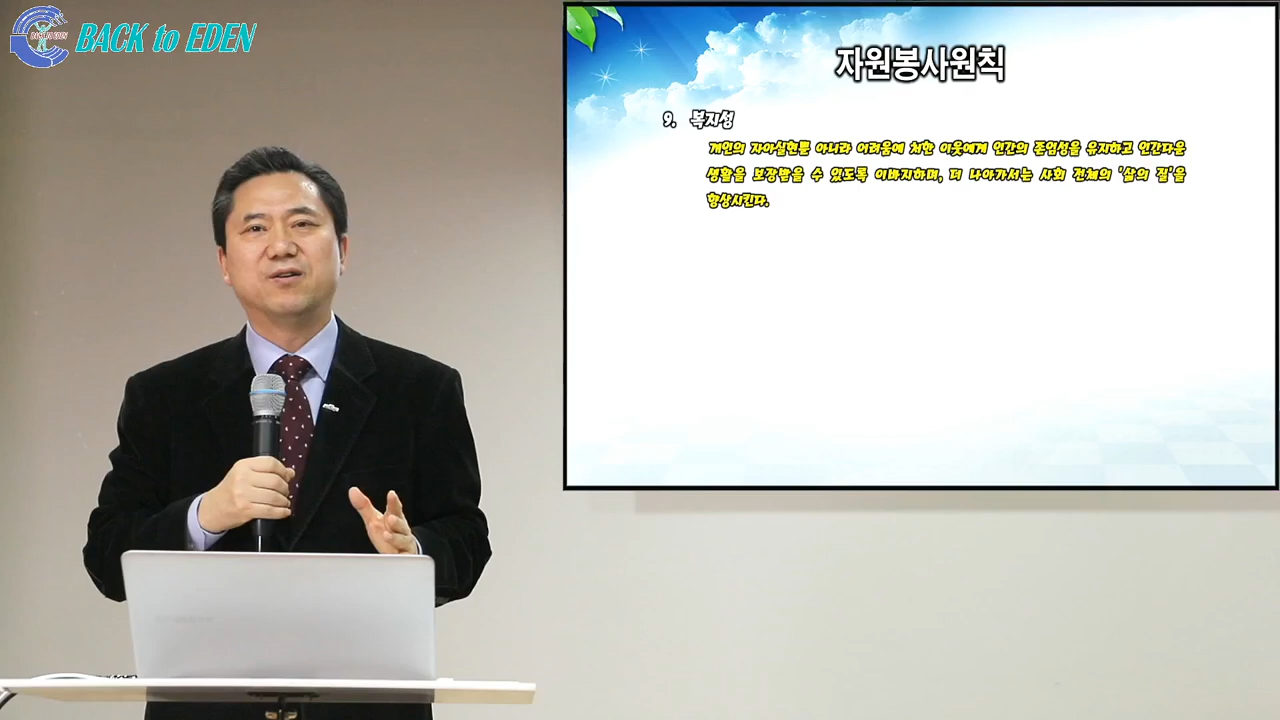 BACK to EDEN
자원봉사원칙
9. 복지성
개인의 자아실현뿐 아니라 어려움에 처한 이웃에게 인간의 존엄성을 유지하고 인간다운
생활을 보장받을 수 있도록 이바지하며, 더 나아가서는 사회 전체의 '삶의 질'을
향상시킨다.